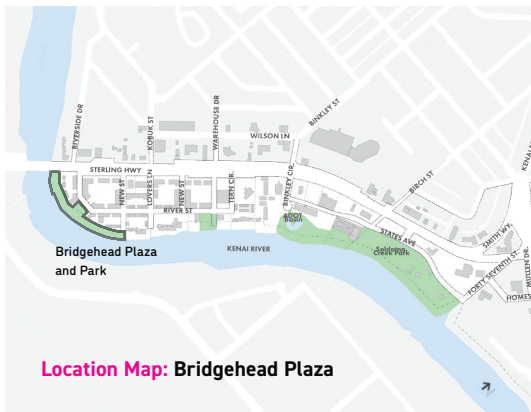 BINKLEY ST
RIVERSIDE DR
KOBUK ST
WAREHOUSE DR
WILSON LN
KENAI
STERLING HWY
NEW ST
LOVERS LN
NEW ST
TERN CIR.
BINKLEY CIR.
BIRCH ST
RIVER ST
ADOT
Basin
STATES AVE
Soldotna
Creek Park
SMITH WY.
FORTY SEVENTH ST.
MULLEN DR.
HOMES
KENAI RIVER
Bridgehead Plaza
and Park
Location Map: Bridgehead Plaza